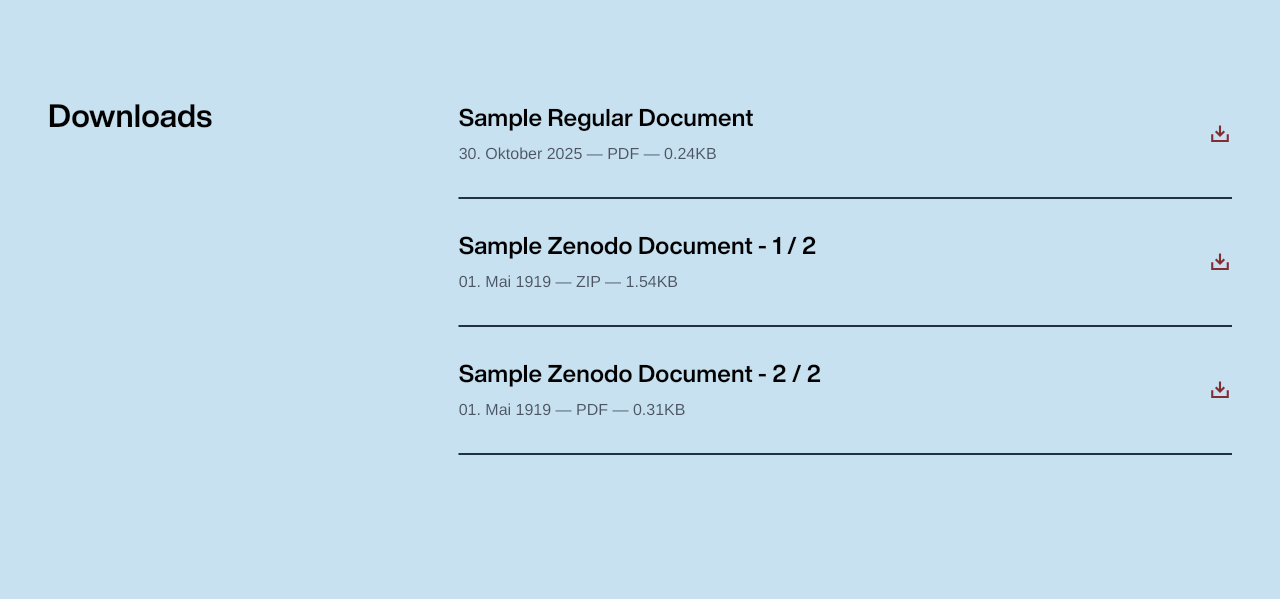 Downloads
Sample Regular Document
30. Oktober 2025 — PDF — 0.24KB
Sample Zenodo Document - 1 / 2
01. Mai 1919 — ZIP — 1.54KB
Sample Zenodo Document - 2 / 2
01. Mai 1919 — PDF — 0.31KB